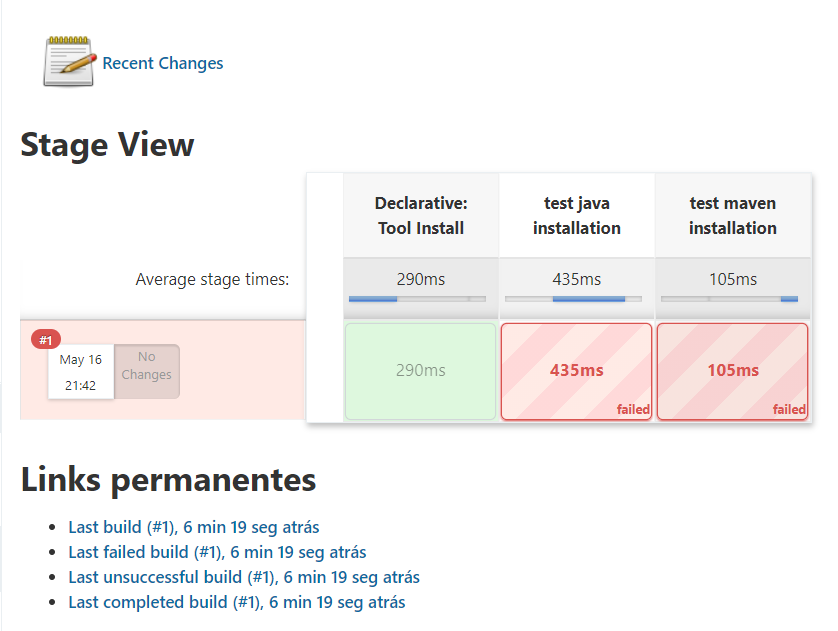 Recent Changes
Stage View
Declarative:
Tool Install
test java
installation
test maven
installation
Average stage times:
290ms
435ms
105ms
#1
May 16
21:42
No
Changes
290ms
435ms
failed
105ms
failed
Links permanentes
Last build (#1), 6 min 19 seg atrás
Last failed build (#1), 6 min 19 seg atrás
Last unsuccessful build (#1), 6 min 19 seg atrás
Last completed build (#1), 6 min 19 seg atrás